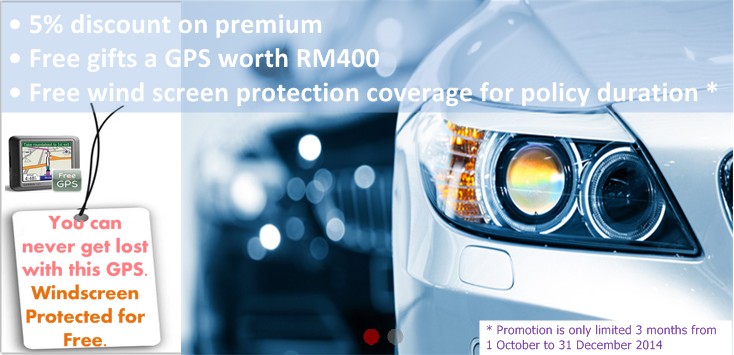 • 5% discount on premium
• Free gifts a GPS worth RM400
• Free wind screen protection coverage for policy duration *
Free
GPS
You can
never get lost
with this GPS.
Windscreen
Protected for
Free.
* Promotion is only limited 3 months from
1 October to 31 December 2014